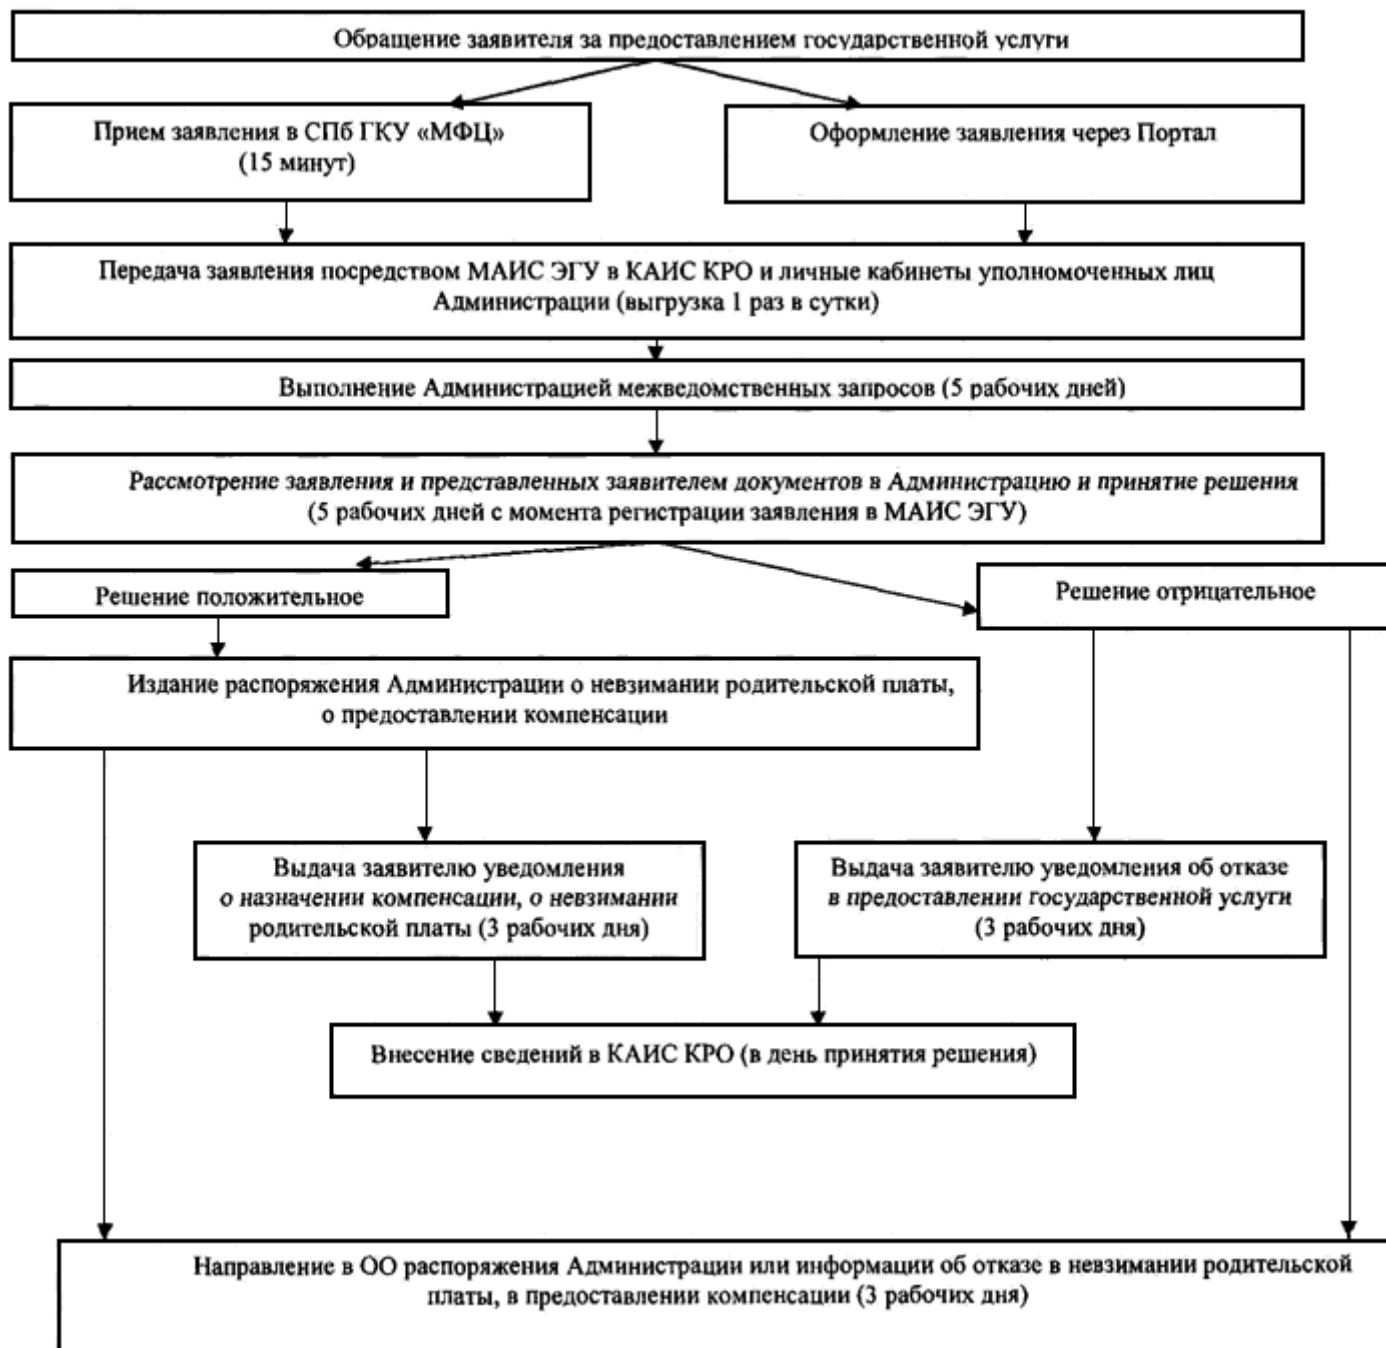 Обращение заявителя за предоставлением государственной услуги
Прием заявления в СПб ГКУ «МФЦ»
(15 минут)
Оформление заявления через Портал
Передача заявления посредством МАИС ЭГУ в КАИС КРО и личные кабинеты уполномоченных лиц
Администрации (выгрузка 1 раз в сутки)
Выполнение Администрацией межведомственных запросов (5 рабочих дней)
Рассмотрение заявления и представленных заявителем документов в Администрацию и принятие решения
(5 рабочих дней с момента регистрации заявления в МАИС ЭГУ)
Решение положительное
Решение отрицательное
Издание распоряжения Администрации о невзимании родительской платы,
о предоставлении компенсации
Выдача заявителю уведомления
о назначении компенсации, о невзимании
родительской платы (3 рабочих дня)
Выдача заявителю уведомления об отказе
в предоставлении государственной услуги
(3 рабочих дня)
Внесение сведений в КАИС КРО (в день принятия решения)
Направление в ОО распоряжения Администрации или информации об отказе в невзимании родительской
платы, в предоставлении компенсации (3 рабочих дня)